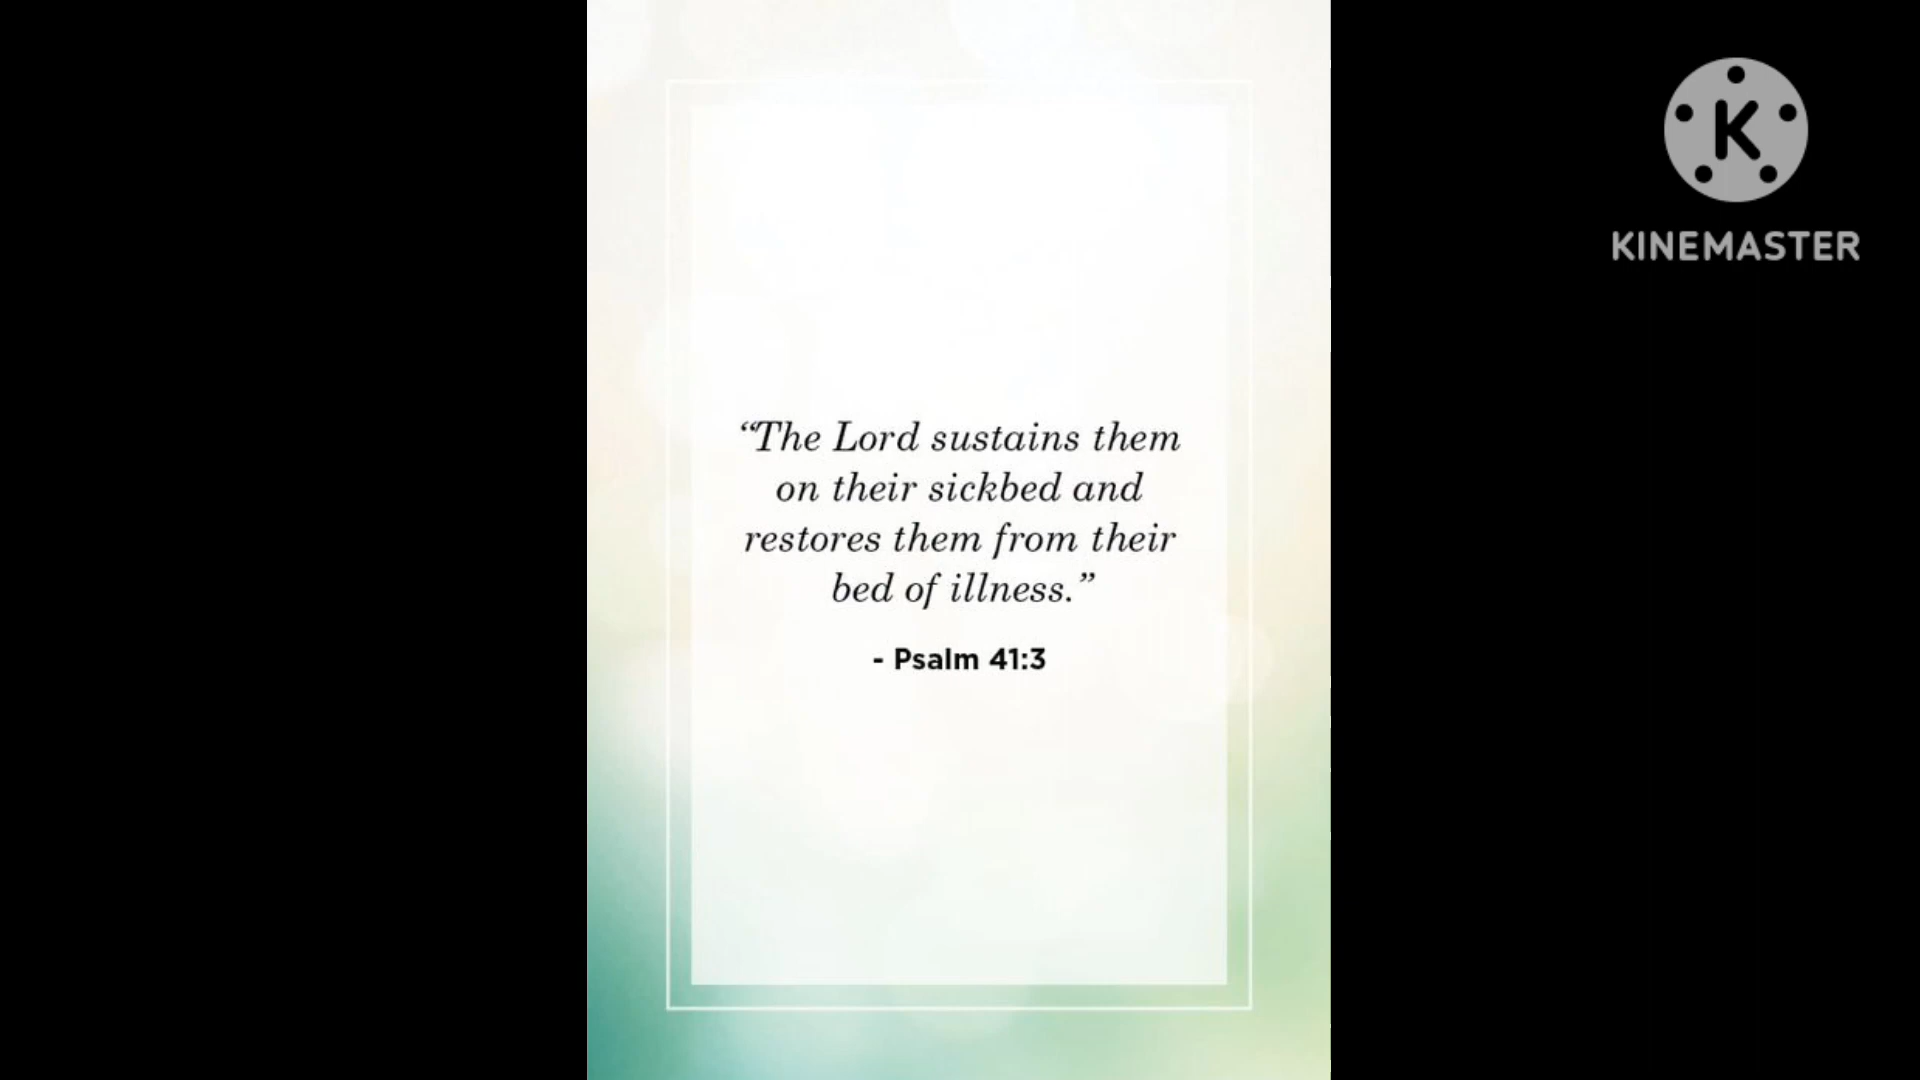 “The Lord sustains them
on their sickbed and
restores them from their
bed of illness.”
- Psalm 41:3
K
KINEMASTER